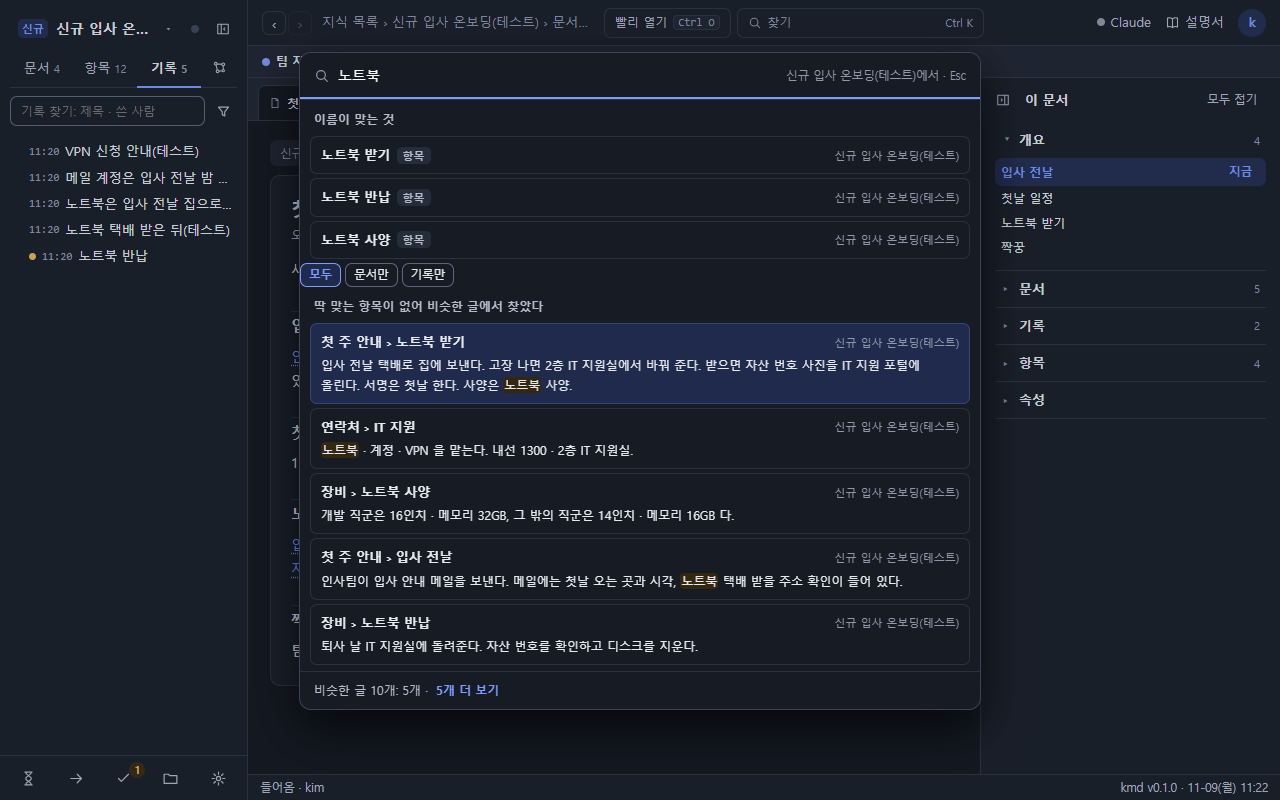 신규 신규 입사 온...
문서 4 항목 12 기록 5
기록 찾기: 제목 · 쓴 사람
11:20 VPN 신청 안내(테스트)
11:20 메일 계정은 입사 전날 밤 ...
11:20 노트북은 입사 전날 집으로...
11:20 노트북 택배 받은 뒤(테스트)
11:20 노트북 반납
1
지식 목록 › 신규 입사 온보딩(테스트) › 문서...
빨리 열기 Ctrl O
찾기 Ctrl K
Claude 설명서 k
노트북
신규 입사 온보딩(테스트)에서 · Esc
이름이 맞는 것
노트북 받기 항목 신규 입사 온보딩(테스트)
노트북 반납 항목 신규 입사 온보딩(테스트)
노트북 사양 항목 신규 입사 온보딩(테스트)
모두 문서만 기록만
딱 맞는 항목이 없어 비슷한 글에서 찾았다
첫 주 안내 › 노트북 받기 신규 입사 온보딩(테스트)
입사 전날 택배로 집에 보낸다. 고장 나면 2층 IT 지원실에서 바꿔 준다. 받으면 자산 번호 사진을 IT 지원 포털에
올린다. 서명은 첫날 한다. 사양은 노트북 사양.
연락처 › IT 지원 신규 입사 온보딩(테스트)
노트북 · 계정 · VPN 을 맡는다. 내선 1300 · 2층 IT 지원실.
장비 › 노트북 사양 신규 입사 온보딩(테스트)
개발 직군은 16인치 · 메모리 32GB, 그 밖의 직군은 14인치 · 메모리 16GB 다.
첫 주 안내 › 입사 전날 신규 입사 온보딩(테스트)
인사팀이 입사 안내 메일을 보낸다. 메일에는 첫날 오는 곳과 시각, 노트북 택배 받을 주소 확인이 들어 있다.
장비 › 노트북 반납 신규 입사 온보딩(테스트)
퇴사 날 IT 지원실에 돌려준다. 자산 번호를 확인하고 디스크를 지운다.
비슷한 글 10개: 5개 · 5개 더 보기
이 문서 모두 접기
개요 4
입사 전날 지금
첫날 일정
노트북 받기
짝꿍
문서 5
기록 2
항목 4
속성
들어옴 · kim
kmd v0.1.0 · 11-09(월) 11:22